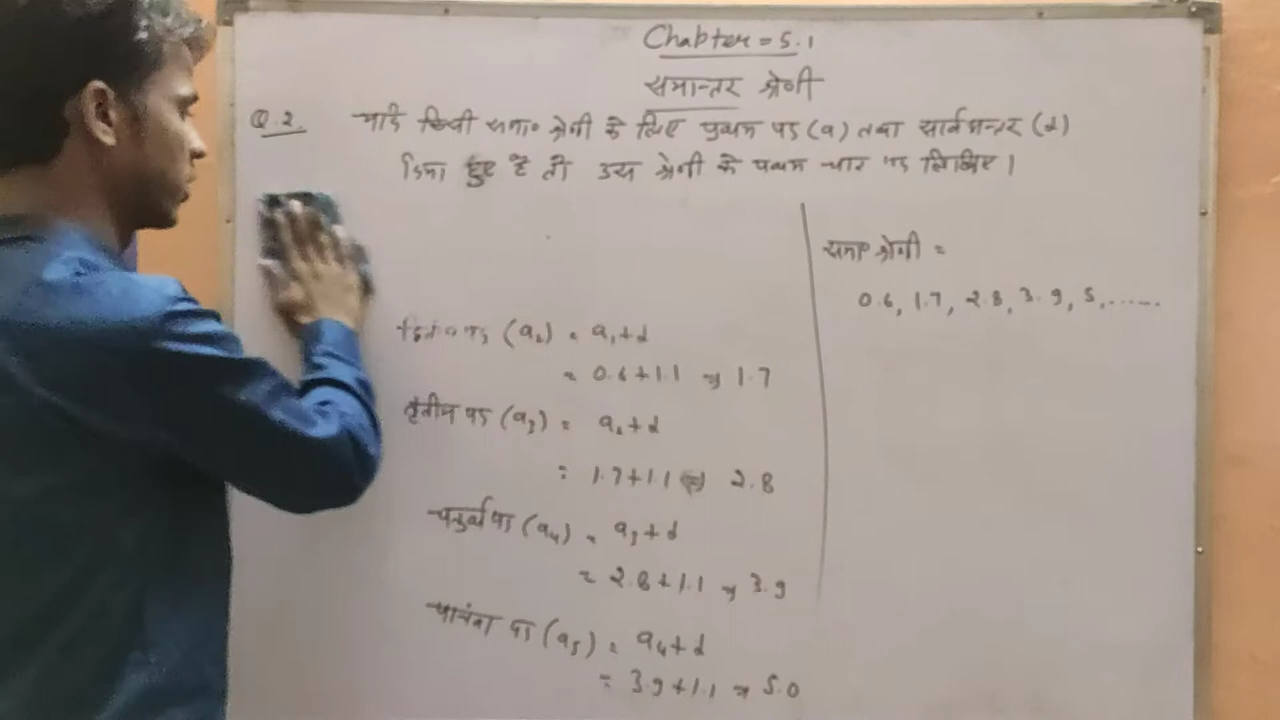 Chapter = 5.1
समान्तर श्रेणी
Q.2. यदि किसी समा० श्रेणी के लिए प्रथम पद (a) तथा सार्वअन्तर (d)
दिया हुए है तो उस श्रेणी के प्रथम चार पद लिखिए।
समा० श्रेणी =
0.6, 1.7, 2.8, 3.9, 5, ......
द्वितीय पद (a₂) = a₁+d
= 0.6+1.1 ⇒ 1.7
तृतीय पद (a₃) = a₂+d
= 1.7+1.1 ⇒ 2.8
चतुर्थ पद (a₄) = a₃+d
= 2.8+1.1 ⇒ 3.9
पाचंवा पद (a₅) = a₄+d
= 3.9+1.1 ⇒ 5.0